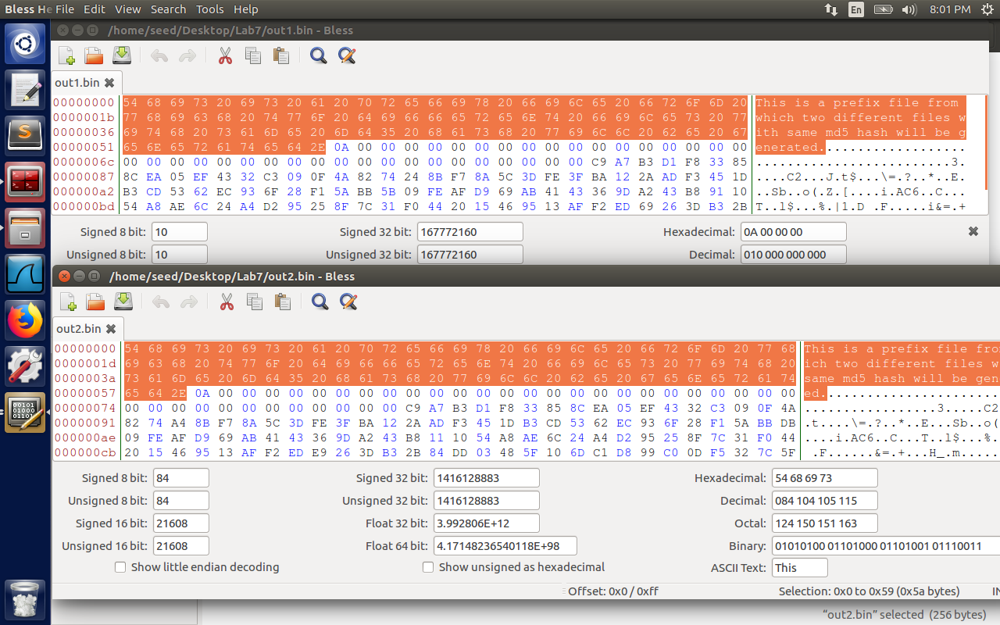 Bless He File Edit View Search Tools Help En 8:01 PM
/home/seed/Desktop/Lab7/out1.bin - Bless
out1.bin
00000000 54 68 69 73 20 69 73 20 61 20 70 72 65 66 69 78 20 66 69 6C 65 20 66 72 6F 6D 20 This is a prefix file from
0000001b 77 68 69 63 68 20 74 77 6F 20 64 69 66 66 65 72 65 6E 74 20 66 69 6C 65 73 20 77 which two different files w
00000036 69 74 68 20 73 61 6D 65 20 6D 64 35 20 68 61 73 68 20 77 69 6C 6C 20 62 65 20 67 ith same md5 hash will be g
00000051 65 6E 65 72 61 74 65 64 2E 0A 00 00 00 00 00 00 00 00 00 00 00 00 00 00 00 00 00 enerated...................
0000006c 00 00 00 00 00 00 00 00 00 00 00 00 00 00 00 00 00 00 00 00 C9 A7 B3 D1 F8 33 85 .........................3.
00000087 8C EA 05 EF 43 32 C3 09 0F 4A 82 74 24 8B F7 8A 5C 3D FE 3F BA 12 2A AD F3 45 1D ....C2...J.t$...\=.?..*..E.
000000a2 B3 CD 53 62 EC 93 6F 28 F1 5A BB 5B 09 FE AF D9 69 AB 41 43 36 9D A2 43 B8 91 10 ..Sb..o(.Z.[....i.AC6..C...
000000bd 54 A8 AE 6C 24 A4 D2 95 25 8F 7C 31 F0 44 20 15 46 95 13 AF F2 ED 69 26 3D B3 2B T..l$...%.|1.D .F.....i&=.+
Signed 8 bit: 10 Signed 32 bit: 167772160 Hexadecimal: 0A 00 00 00
Unsigned 8 bit: 10 Unsigned 32 bit: 167772160 Decimal: 010 000 000 000
/home/seed/Desktop/Lab7/out2.bin - Bless
out2.bin
00000000 54 68 69 73 20 69 73 20 61 20 70 72 65 66 69 78 20 66 69 6C 65 20 66 72 6F 6D 20 77 68 This is a prefix file from
0000001d 69 63 68 20 74 77 6F 20 64 69 66 66 65 72 65 6E 74 20 66 69 6C 65 73 20 77 69 74 68 20 ich two different files w
0000003a 73 61 6D 65 20 6D 64 35 20 68 61 73 68 20 77 69 6C 6C 20 62 65 20 67 65 6E 65 72 61 74 same md5 hash will be gen
00000057 65 64 2E 0A 00 00 00 00 00 00 00 00 00 00 00 00 00 00 00 00 00 00 00 00 00 00 00 00 00 ed.......................
00000074 00 00 00 00 00 00 00 00 00 00 00 00 C9 A7 B3 D1 F8 33 85 8C EA 05 EF 43 32 C3 09 0F 4A .................3.....C2
00000091 82 74 A4 8B F7 8A 5C 3D FE 3F BA 12 2A AD F3 45 1D B3 CD 53 62 EC 93 6F 28 F1 5A BB DB .t....\=.?..*..E...Sb..o(
000000ae 09 FE AF D9 69 AB 41 43 36 9D A2 43 B8 11 10 54 A8 AE 6C 24 A4 D2 95 25 8F 7C 31 F0 44 ....i.AC6..C...T..l$...%.
000000cb 20 15 46 95 13 AF F2 ED E9 26 3D B3 2B 84 DD 03 48 5F 10 6D C1 D8 99 C0 0D F5 32 7C 5F .F......&=.+...H_.m......
Signed 8 bit: 84 Signed 32 bit: 1416128883 Hexadecimal: 54 68 69 73
Unsigned 8 bit: 84 Unsigned 32 bit: 1416128883 Decimal: 084 104 105 115
Signed 16 bit: 21608 Float 32 bit: 3.992806E+12 Octal: 124 150 151 163
Unsigned 16 bit: 21608 Float 64 bit: 4.17148236540118E+98 Binary: 01010100 01101000 01101001 01110011
Show little endian decoding Show unsigned as hexadecimal ASCII Text: This
Offset: 0x0 / 0xff Selection: 0x0 to 0x59 (0x5a bytes) IN
“out2.bin” selected (256 bytes)